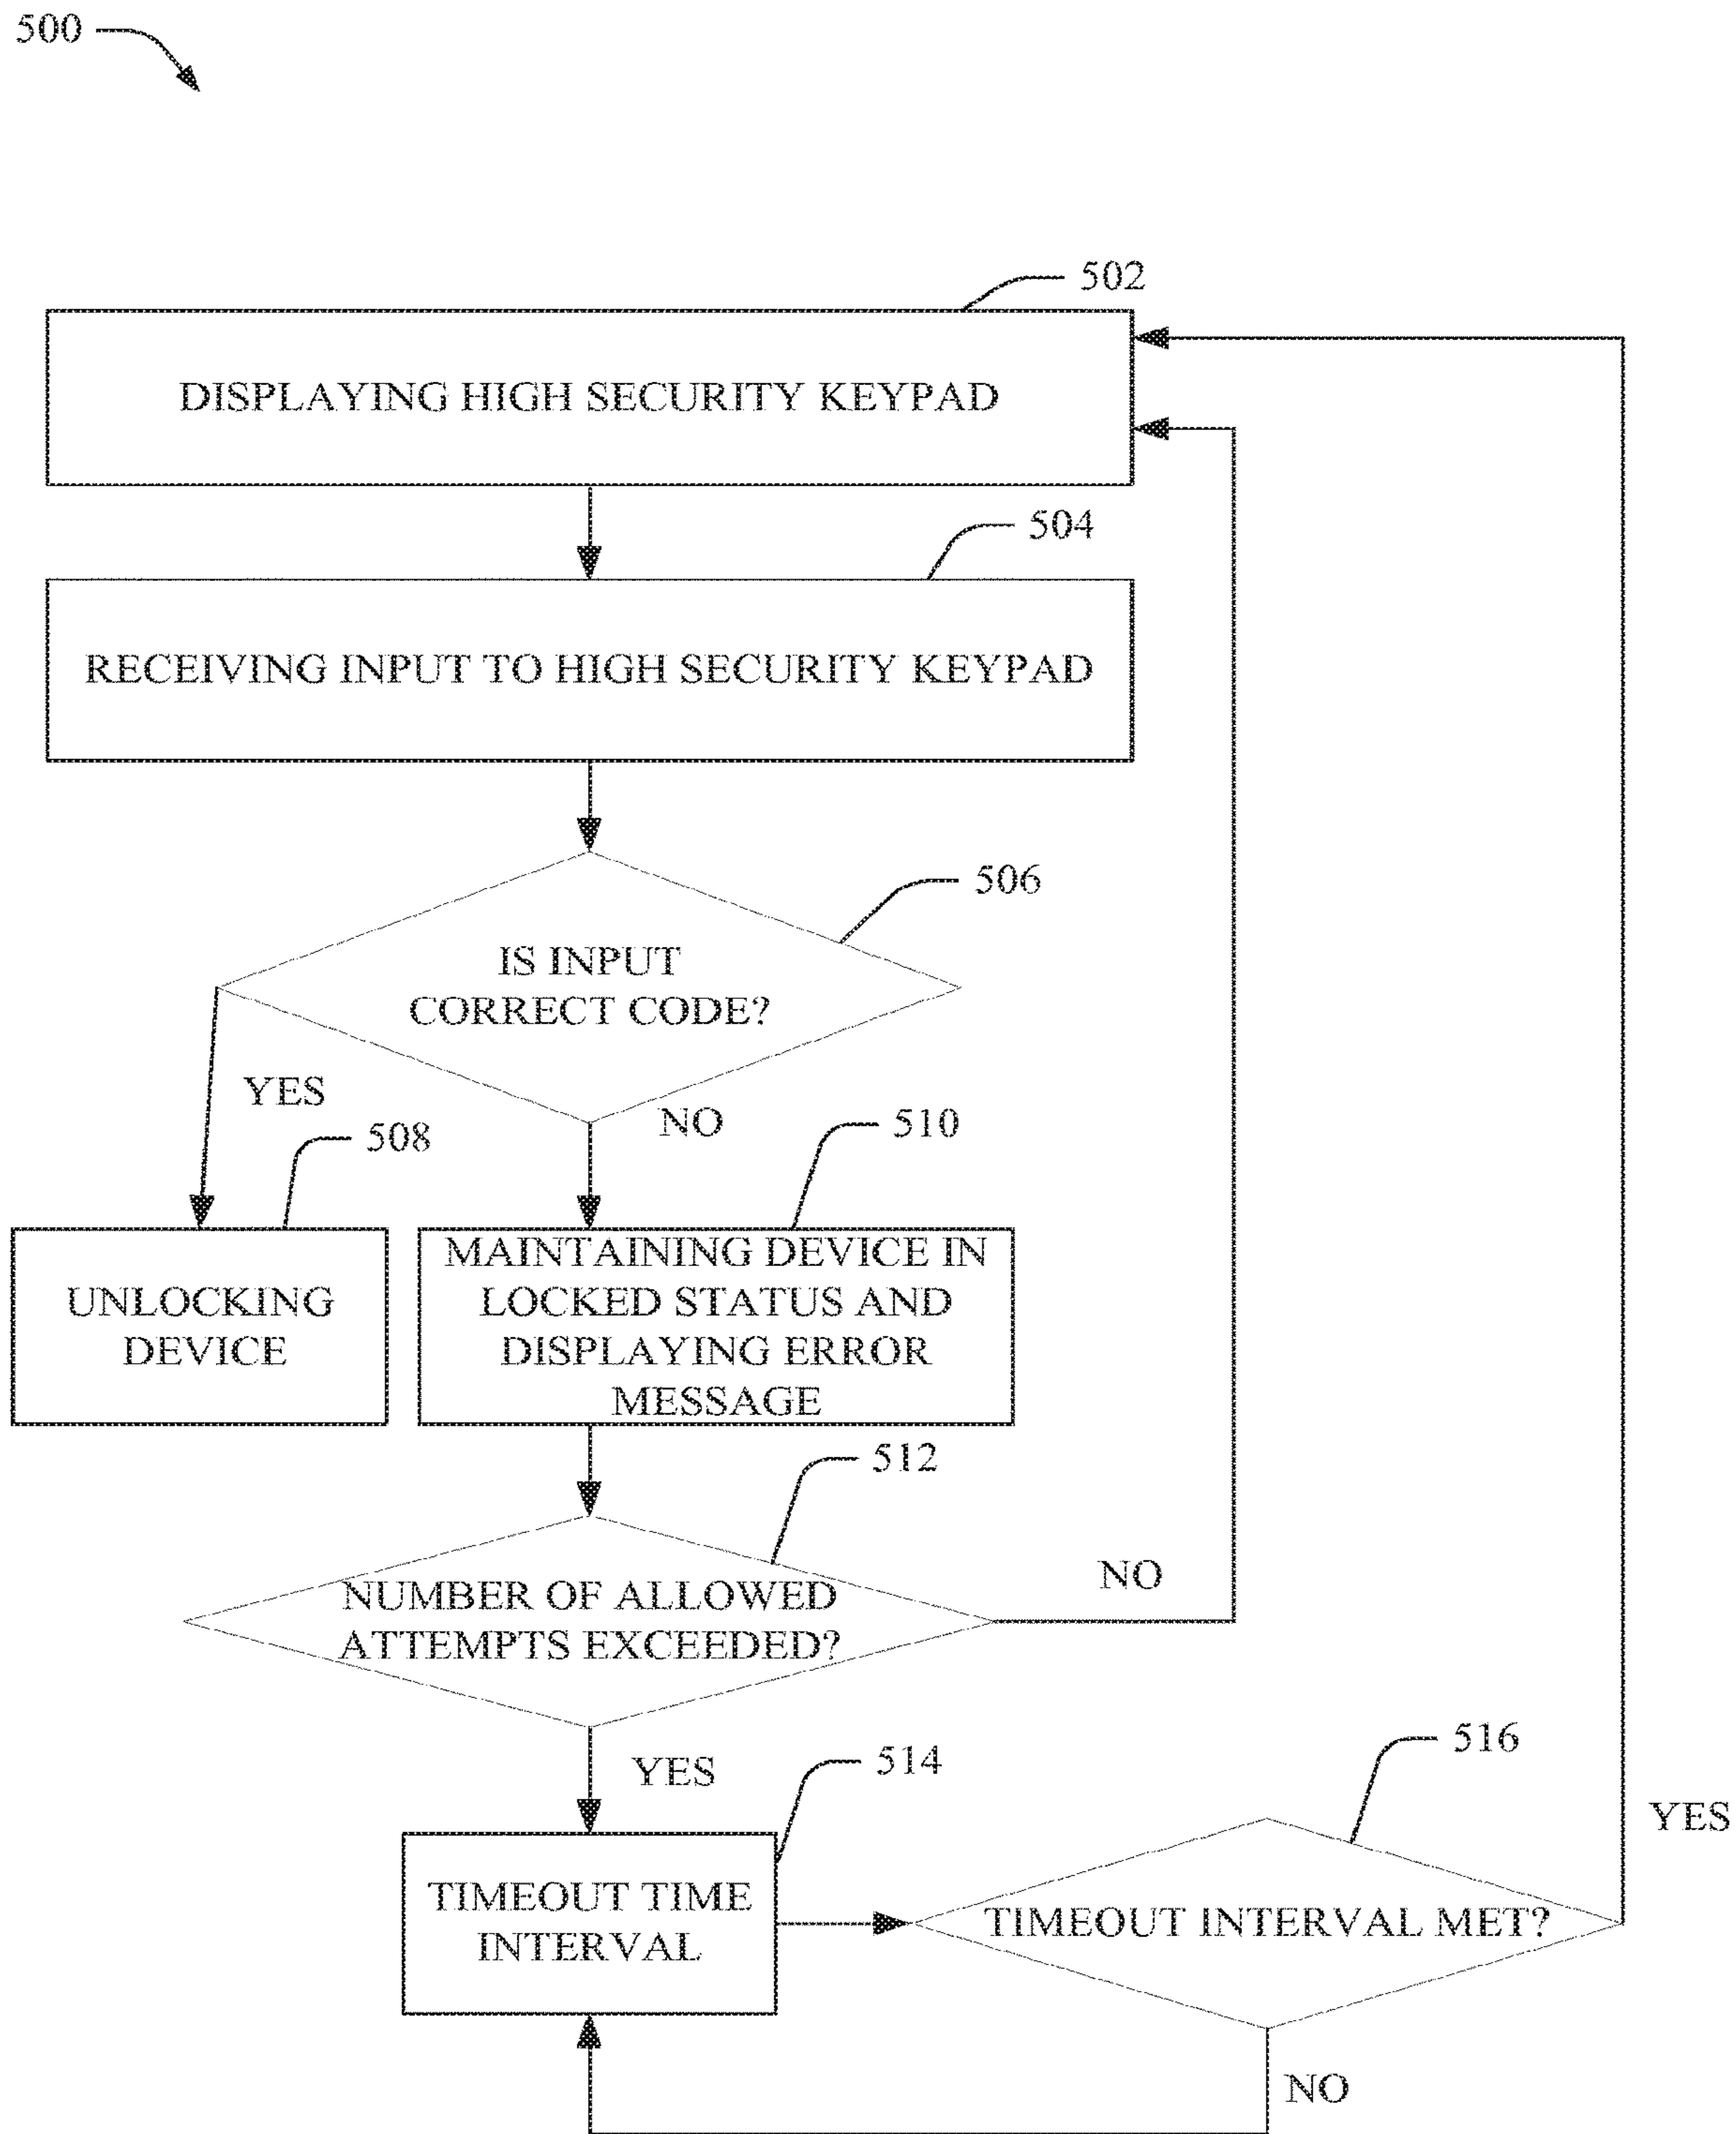 500
502
DISPLAYING HIGH SECURITY KEYPAD
504
RECEIVING INPUT TO HIGH SECURITY KEYPAD
506
IS INPUT
CORRECT CODE?
YES
NO
508
510
UNLOCKING
DEVICE
MAINTAINING DEVICE IN
LOCKED STATUS AND
DISPLAYING ERROR
MESSAGE
512
NUMBER OF ALLOWED
ATTEMPTS EXCEEDED?
NO
YES
514
516
YES
TIMEOUT TIME
INTERVAL
TIMEOUT INTERVAL MET?
NO